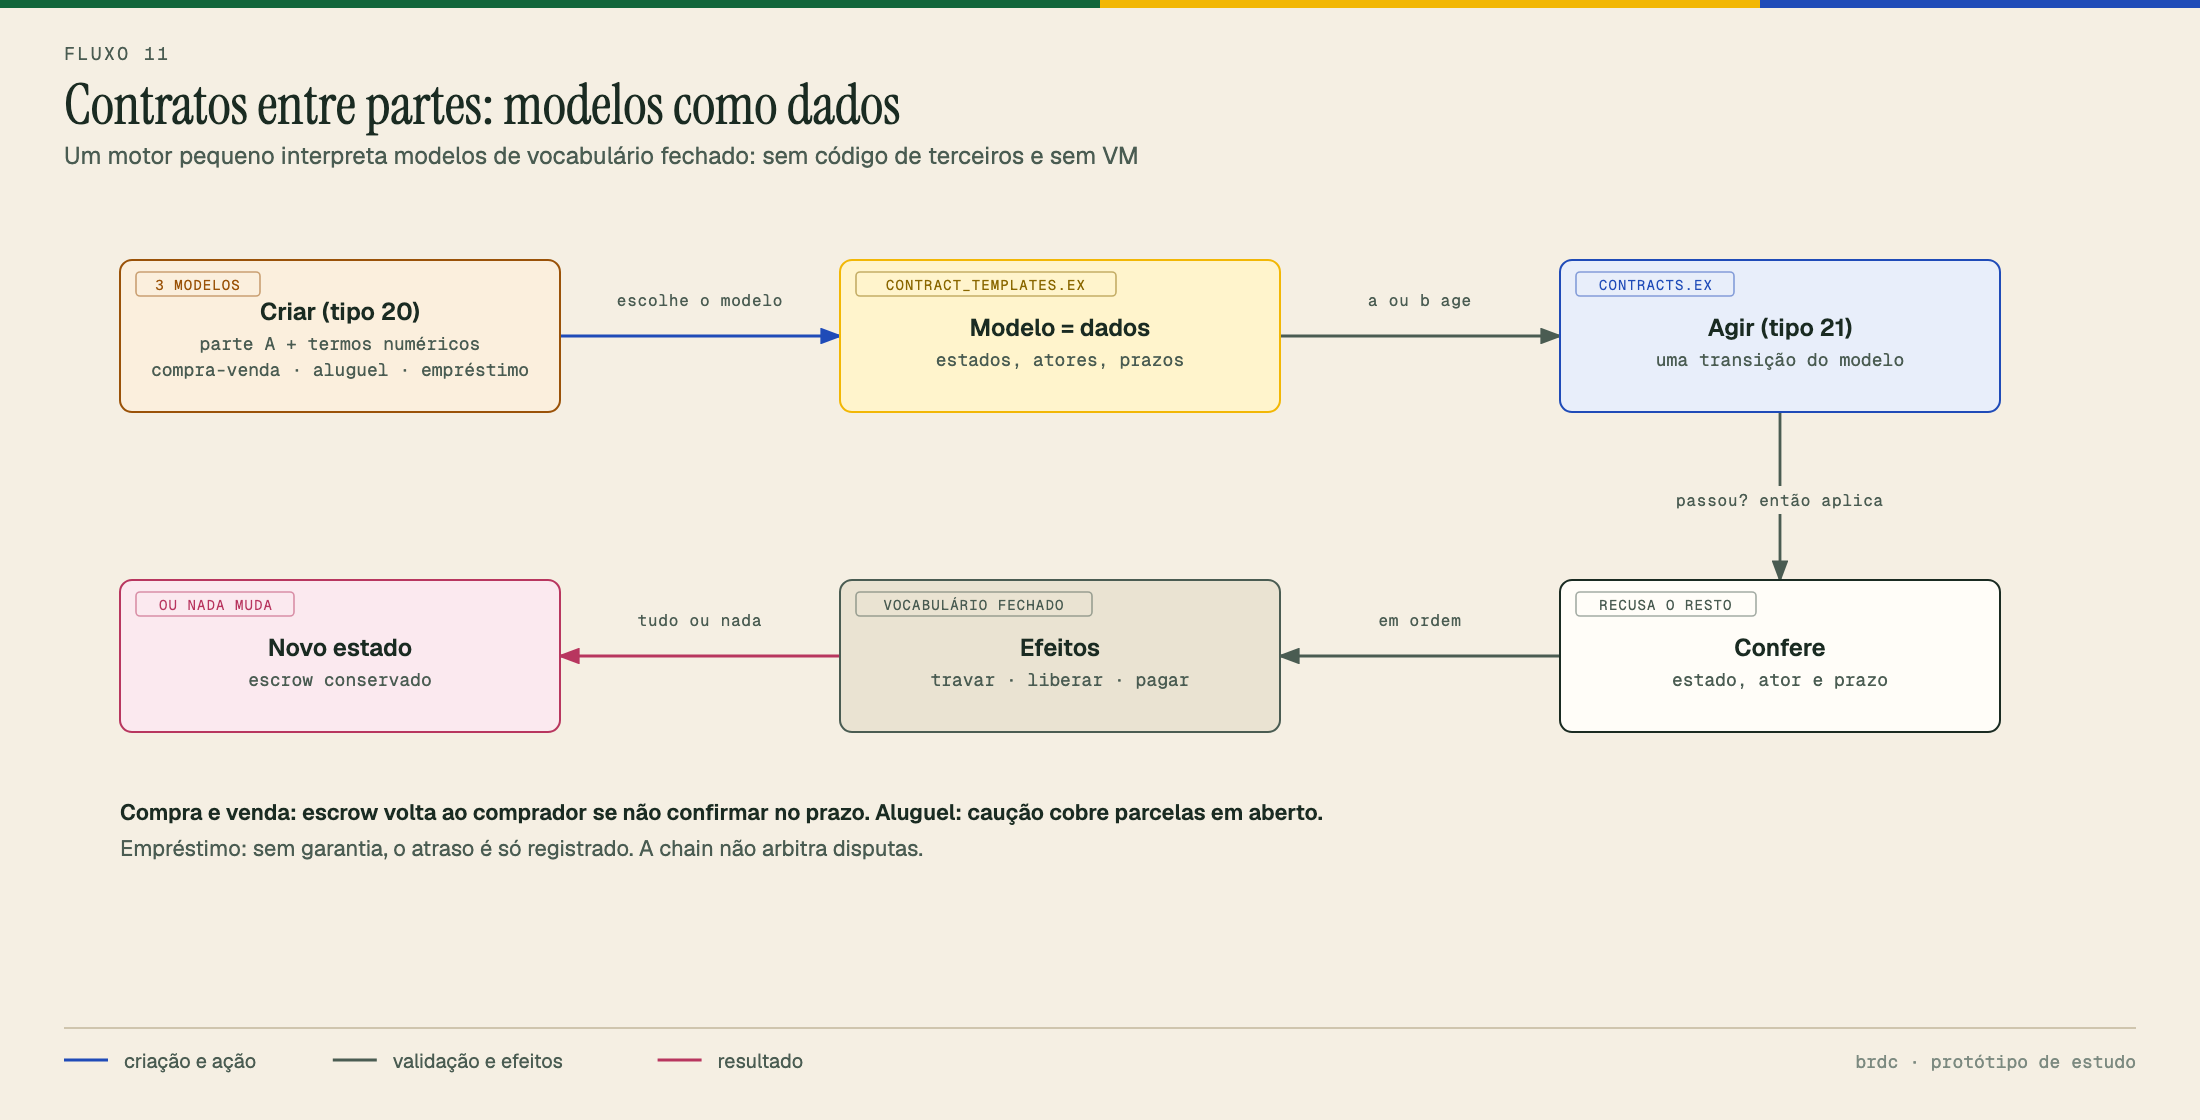 FLUXO 11
Contratos entre partes: modelos como dados
Um motor pequeno interpreta modelos de vocabulário fechado: sem código de terceiros e sem VM
3 MODELOS
Criar (tipo 20)
parte A + termos numéricos
compra-venda · aluguel · empréstimo
escolhe o modelo
CONTRACT_TEMPLATES.EX
Modelo = dados
estados, atores, prazos
a ou b age
CONTRACTS.EX
Agir (tipo 21)
uma transição do modelo
passou? então aplica
OU NADA MUDA
Novo estado
escrow conservado
tudo ou nada
VOCABULÁRIO FECHADO
Efeitos
travar · liberar · pagar
em ordem
RECUSA O RESTO
Confere
estado, ator e prazo
Compra e venda: escrow volta ao comprador se não confirmar no prazo. Aluguel: caução cobre parcelas em aberto.
Empréstimo: sem garantia, o atraso é só registrado. A chain não arbitra disputas.
criação e ação
validação e efeitos
resultado
brdc · protótipo de estudo